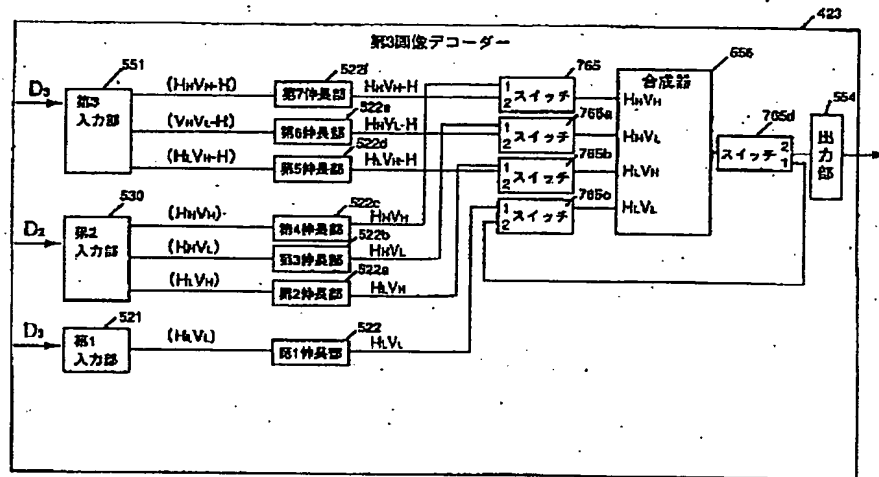 423
第3画像デコーダー
551
D₃
第3
入力部
(HHVH-H)
(VHVL-H)
(HLVH-H)
522f
第7伸長部
HHVH-H
522e
第6伸長部
HHVL-H
522d
第5伸長部
HLVH-H
765
1
2
スイッチ
765a
1
2
スイッチ
765b
1
2
スイッチ
765c
1
2
スイッチ
556
合成器
HHVH
HHVL
HLVH
HLVL
765d
スイッチ
2
1
554
出力部
530
D₂
第2
入力部
(HHVH)
(HHVL)
(HLVH)
522c
第4伸長部
HHVH
522b
第3伸長部
HHVL
522a
第2伸長部
HLVH
521
D₃
第1
入力部
(HLVL)
522
第1伸長部
HLVL